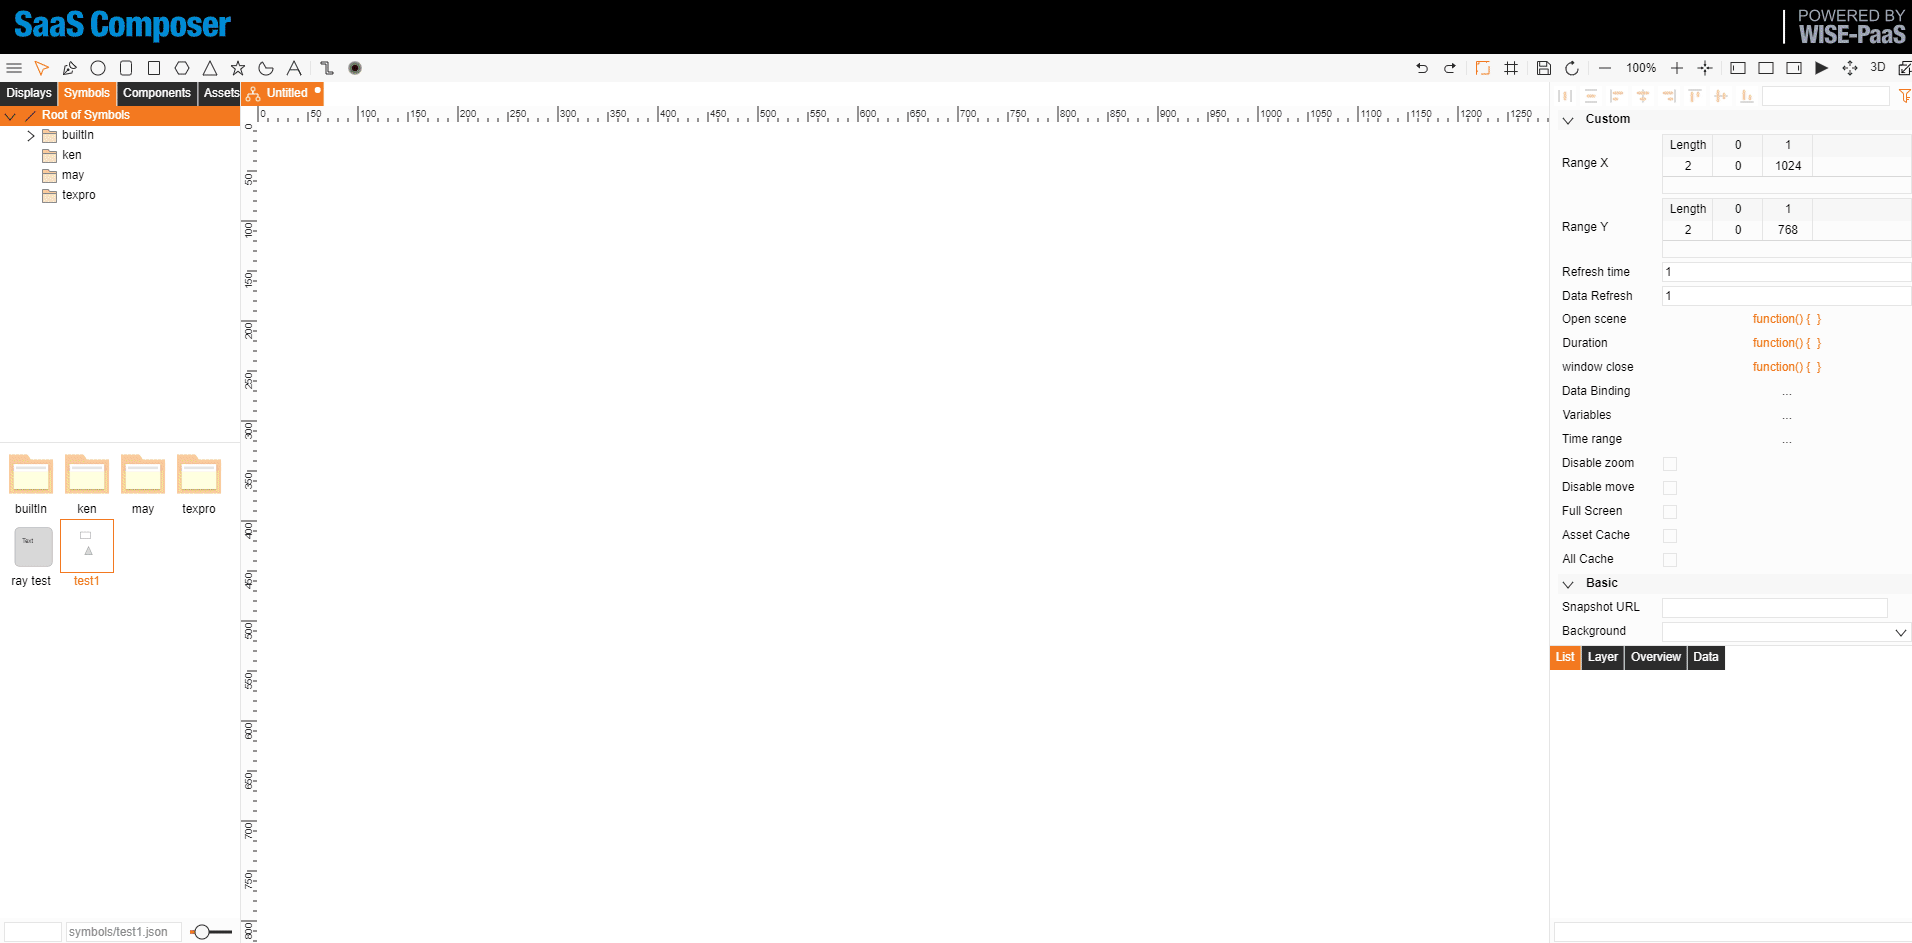 SaaS Composer
POWERED BY
WISE-PaaS
100%
3D
Displays Symbols Components Assets Untitled
Root of Symbols
builtIn
ken
may
texpro
0 50 100 150 200 250 300 350 400 450 500 550 600 650 700 750 800 850 900 950 1000 1050 1100 1150 1200 1250
0
50
100
150
200
250
300
350
400
450
500
550
600
650
700
750
800
builtIn ken may texpro
Text
ray test test1
symbols/test1.json
Custom
Range X
Length 0 1
2 0 1024
Range Y
Length 0 1
2 0 768
Refresh time 1
Data Refresh 1
Open scene function() { }
Duration function() { }
window close function() { }
Data Binding ...
Variables ...
Time range ...
Disable zoom
Disable move
Full Screen
Asset Cache
All Cache
Basic
Snapshot URL
Background
List Layer Overview Data